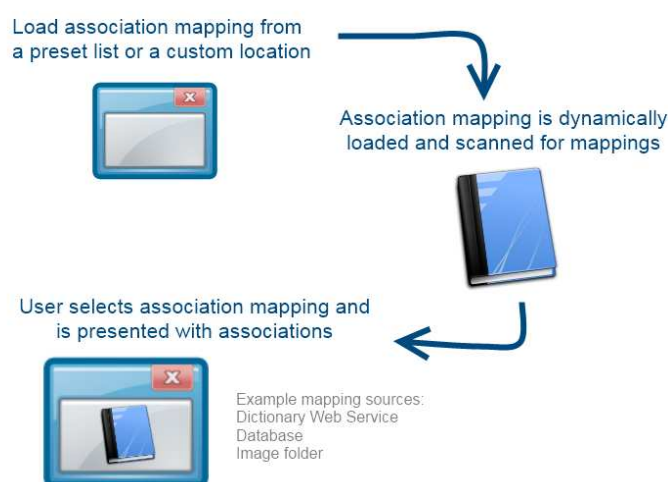 Load association mapping from
a preset list or a custom location
Association mapping is dynamically
loaded and scanned for mappings
User selects association mapping and
is presented with associations
Example mapping sources:
Dictionary Web Service
Database
Image folder